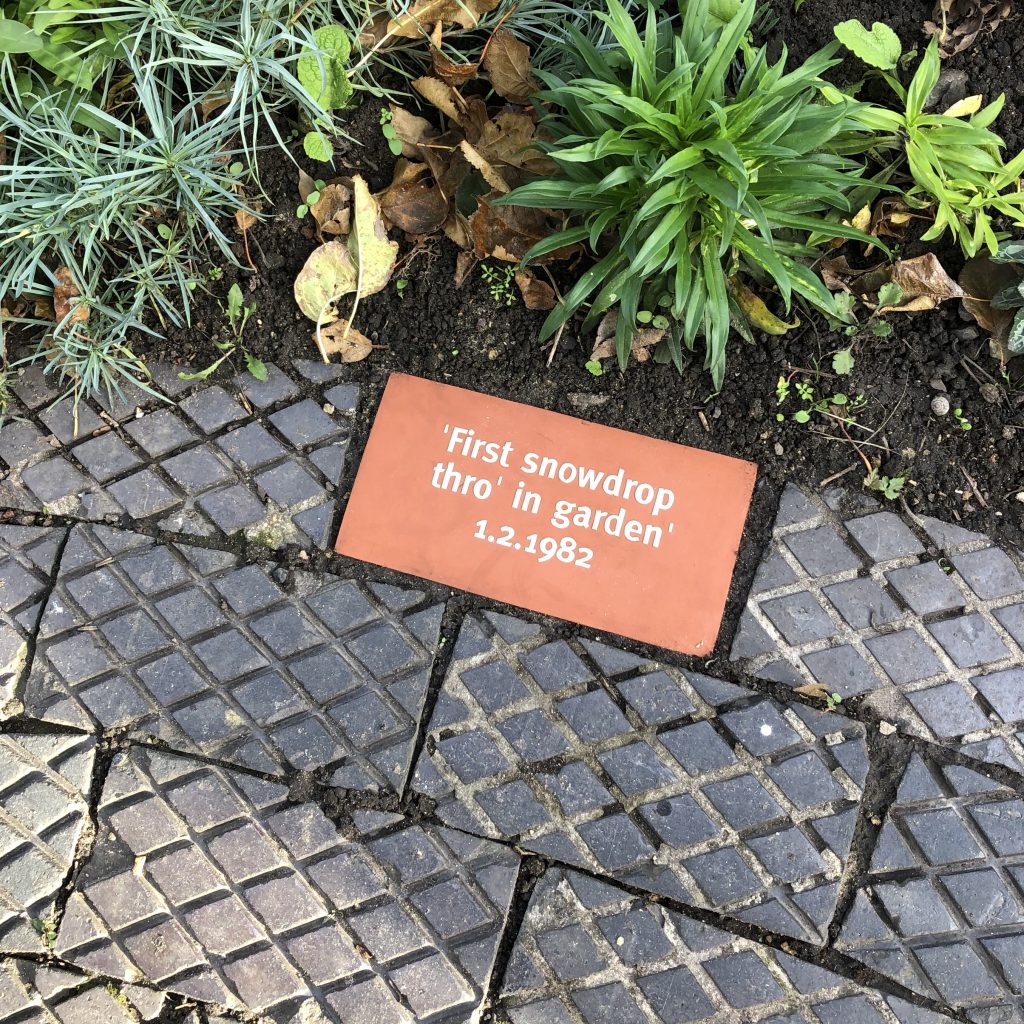 'First snowdrop
thro' in garden'
1.2.1982